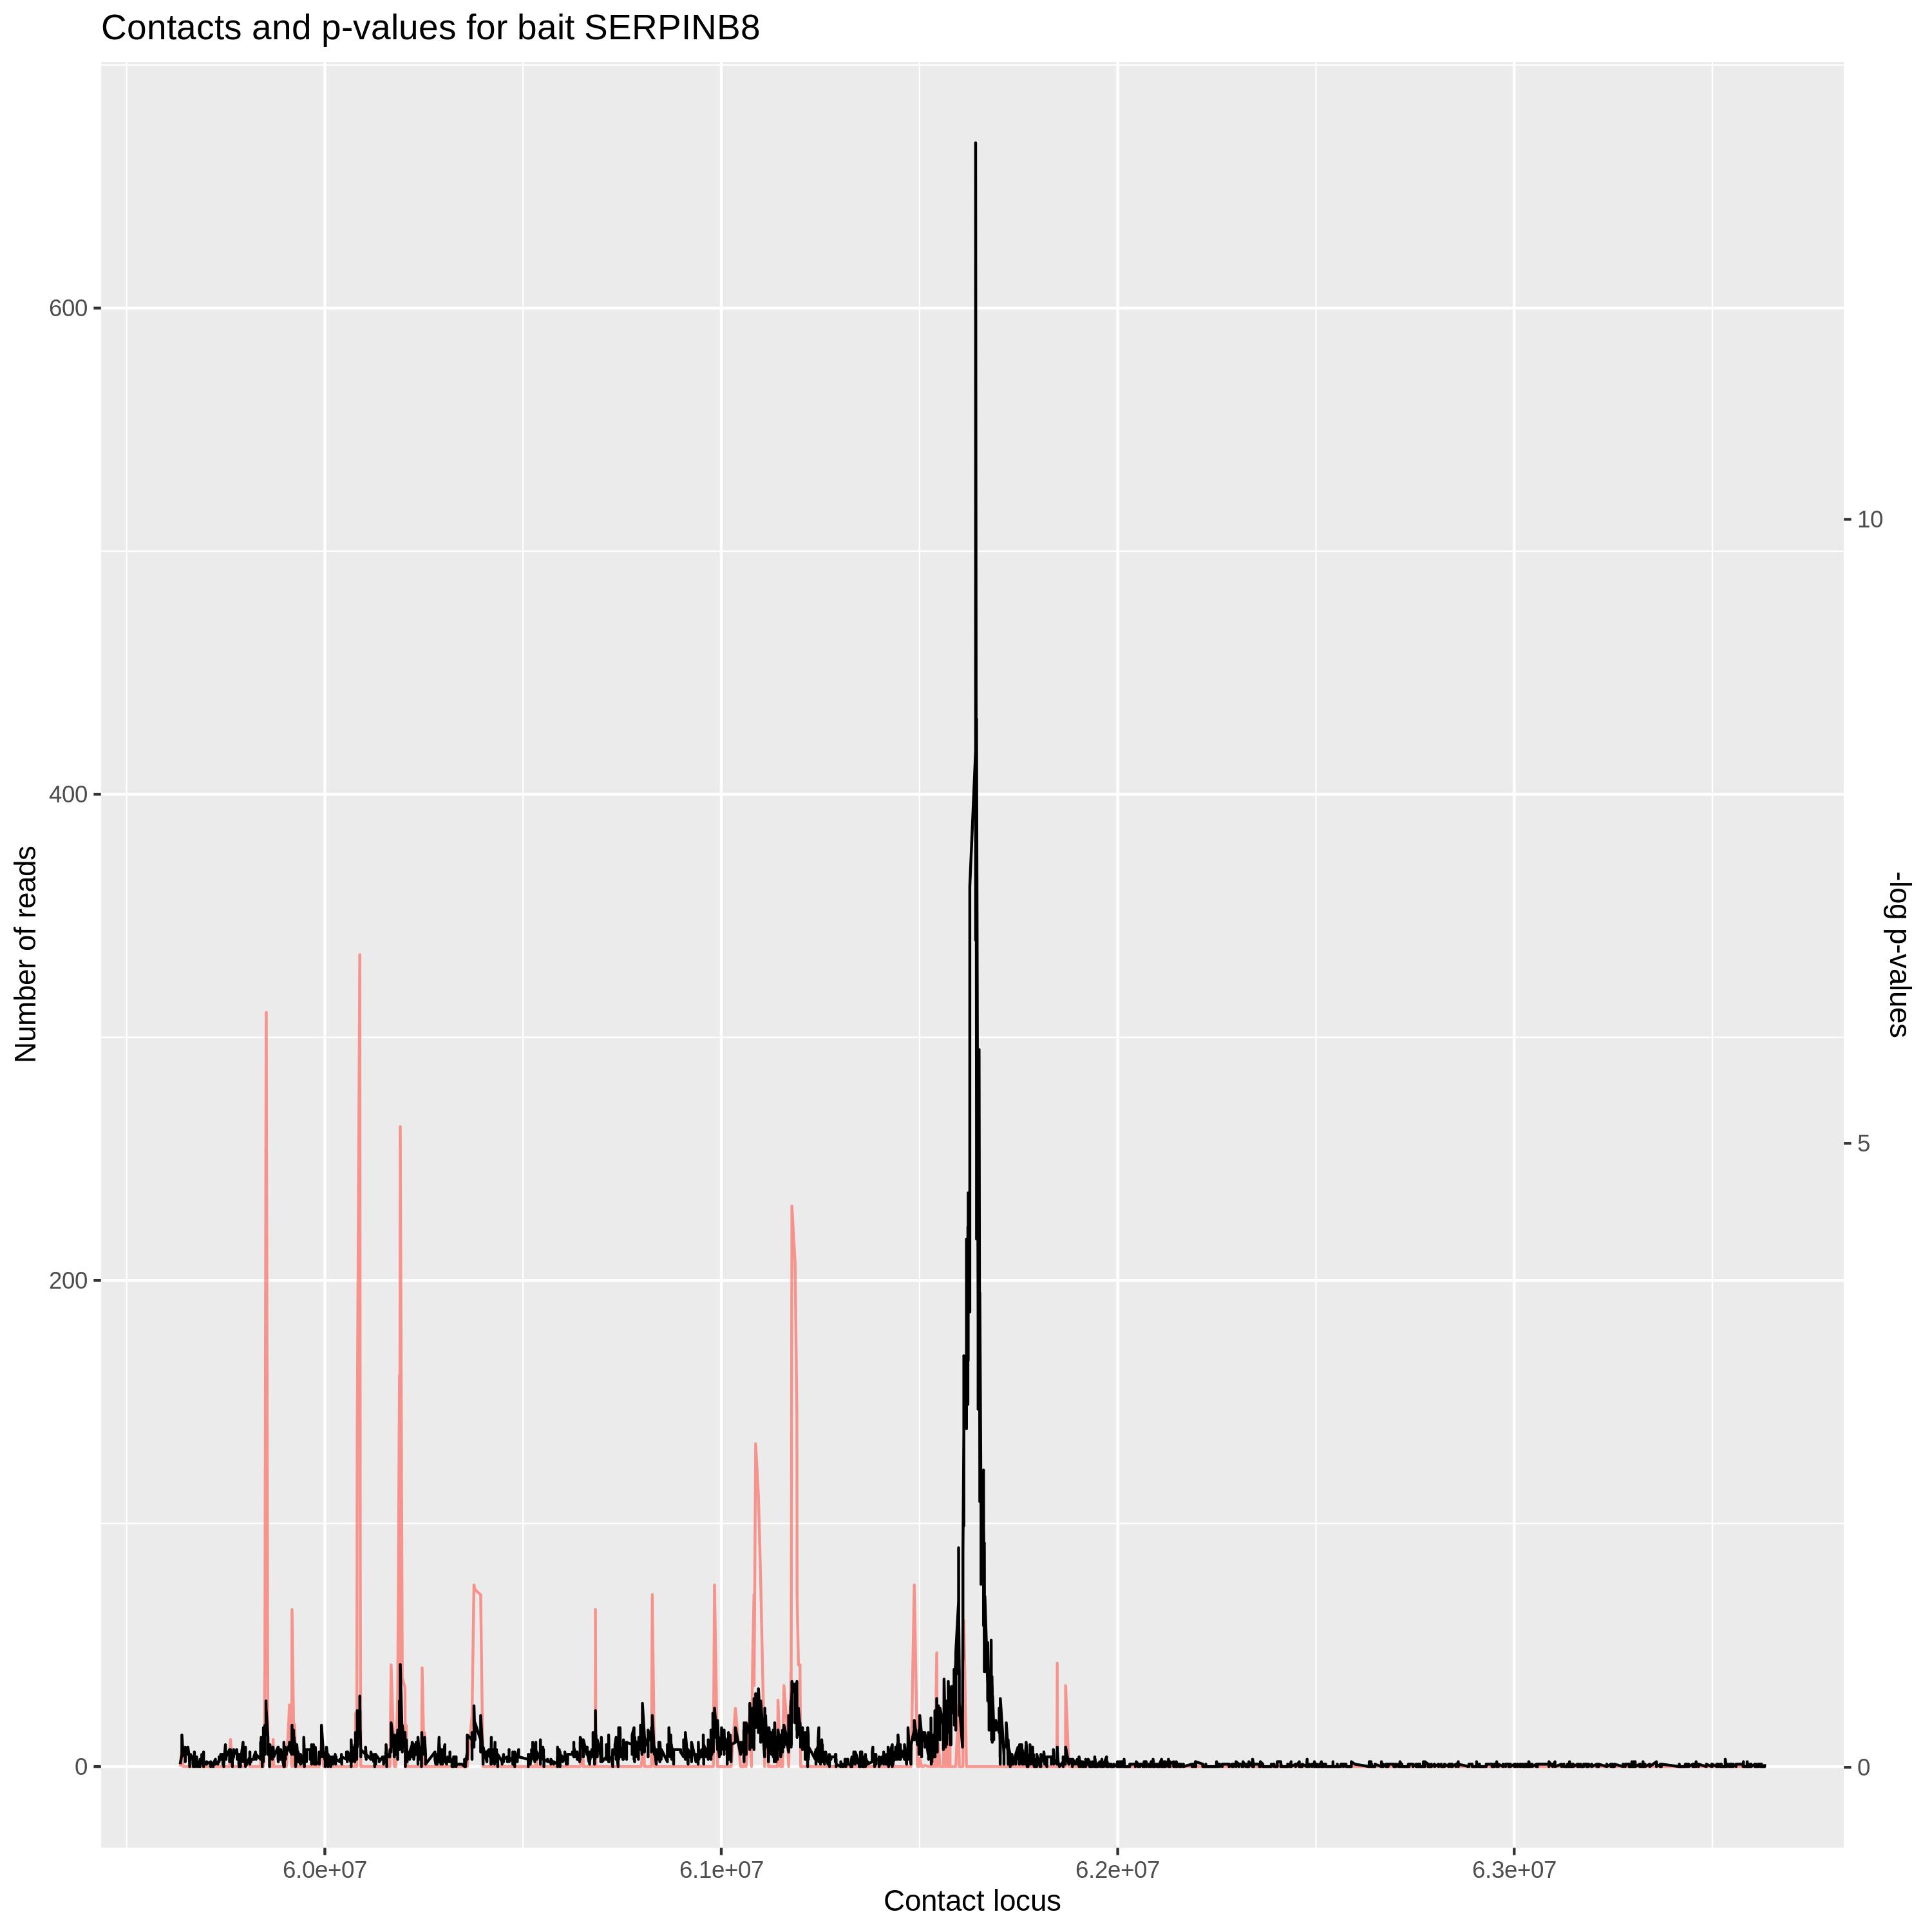 Contacts and p-values for bait SERPINB8
600
400
200
0
Number of reads
10
5
0
-log p-values
6.0e+07
6.1e+07
6.2e+07
6.3e+07
Contact locus